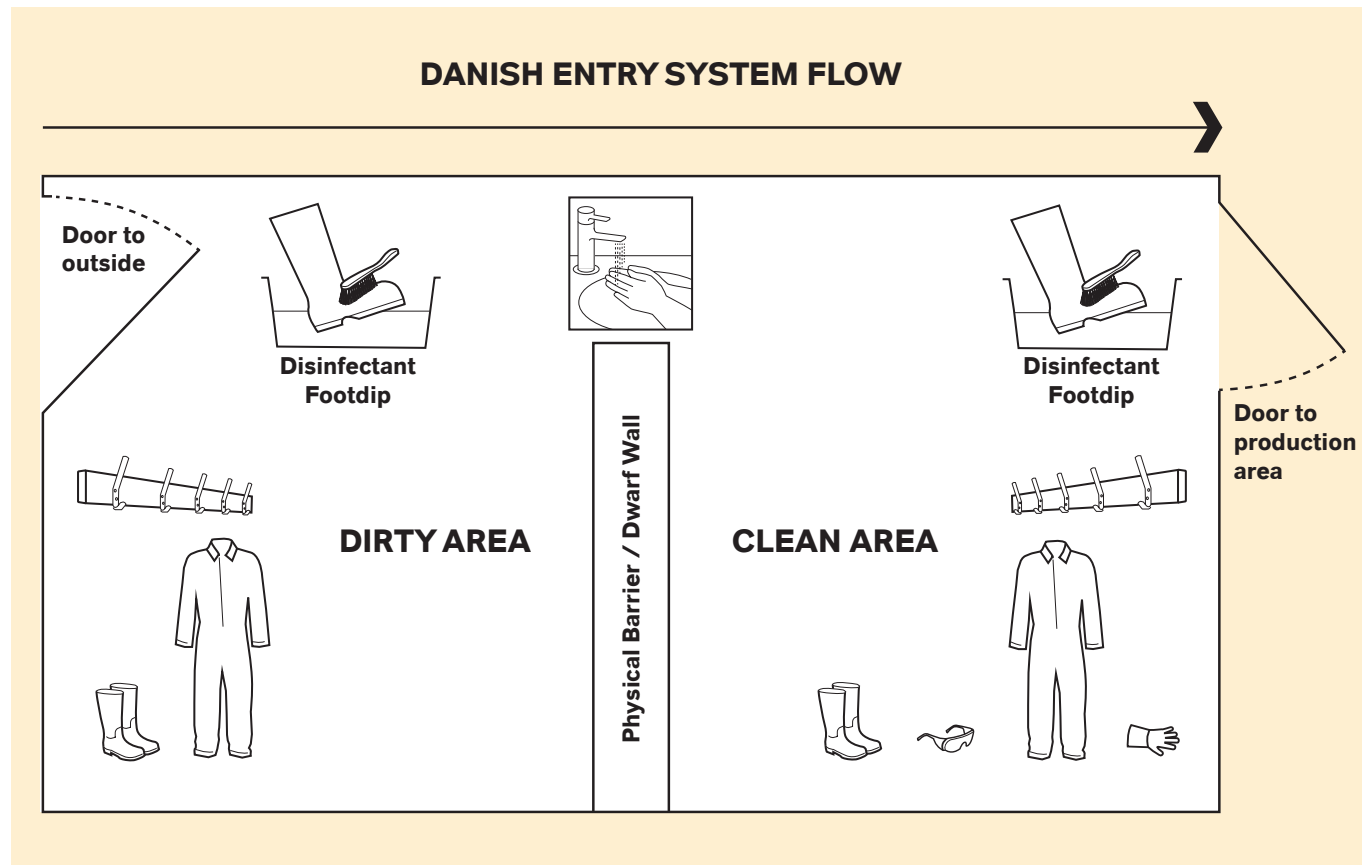 DANISH ENTRY SYSTEM FLOW
Door to
outside
Disinfectant
Footdip
Disinfectant
Footdip
Door to
production
area
DIRTY AREA
Physical Barrier / Dwarf Wall
CLEAN AREA